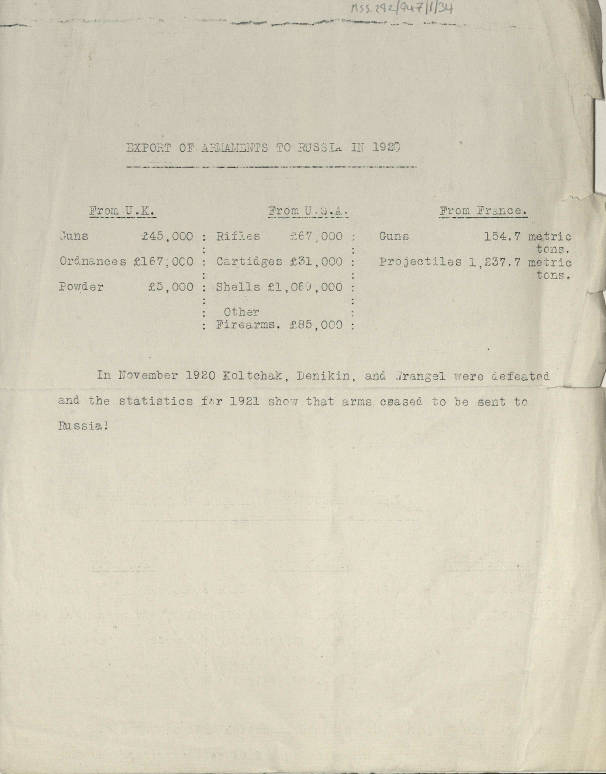 MSS.292/947/1/34
EXPORT OF ARMAMENTS TO RUSSIA IN 1920
From U.K. From U.S.A. From France.
Guns £45,000 : Rifles £67,000 : Guns 154.7 metric
: : tons.
Ordnances £167,000 : Cartidges £31,000 : Projectiles 1,237.7 metric
: : tons.
Powder £5,000 : Shells £1,060,000 :
: :
: Other :
: Firearms. £85,000 :
In November 1920 Koltchak, Denikin, and Wrangel were defeated
and the statistics for 1921 show that arms ceased to be sent to
Russia!